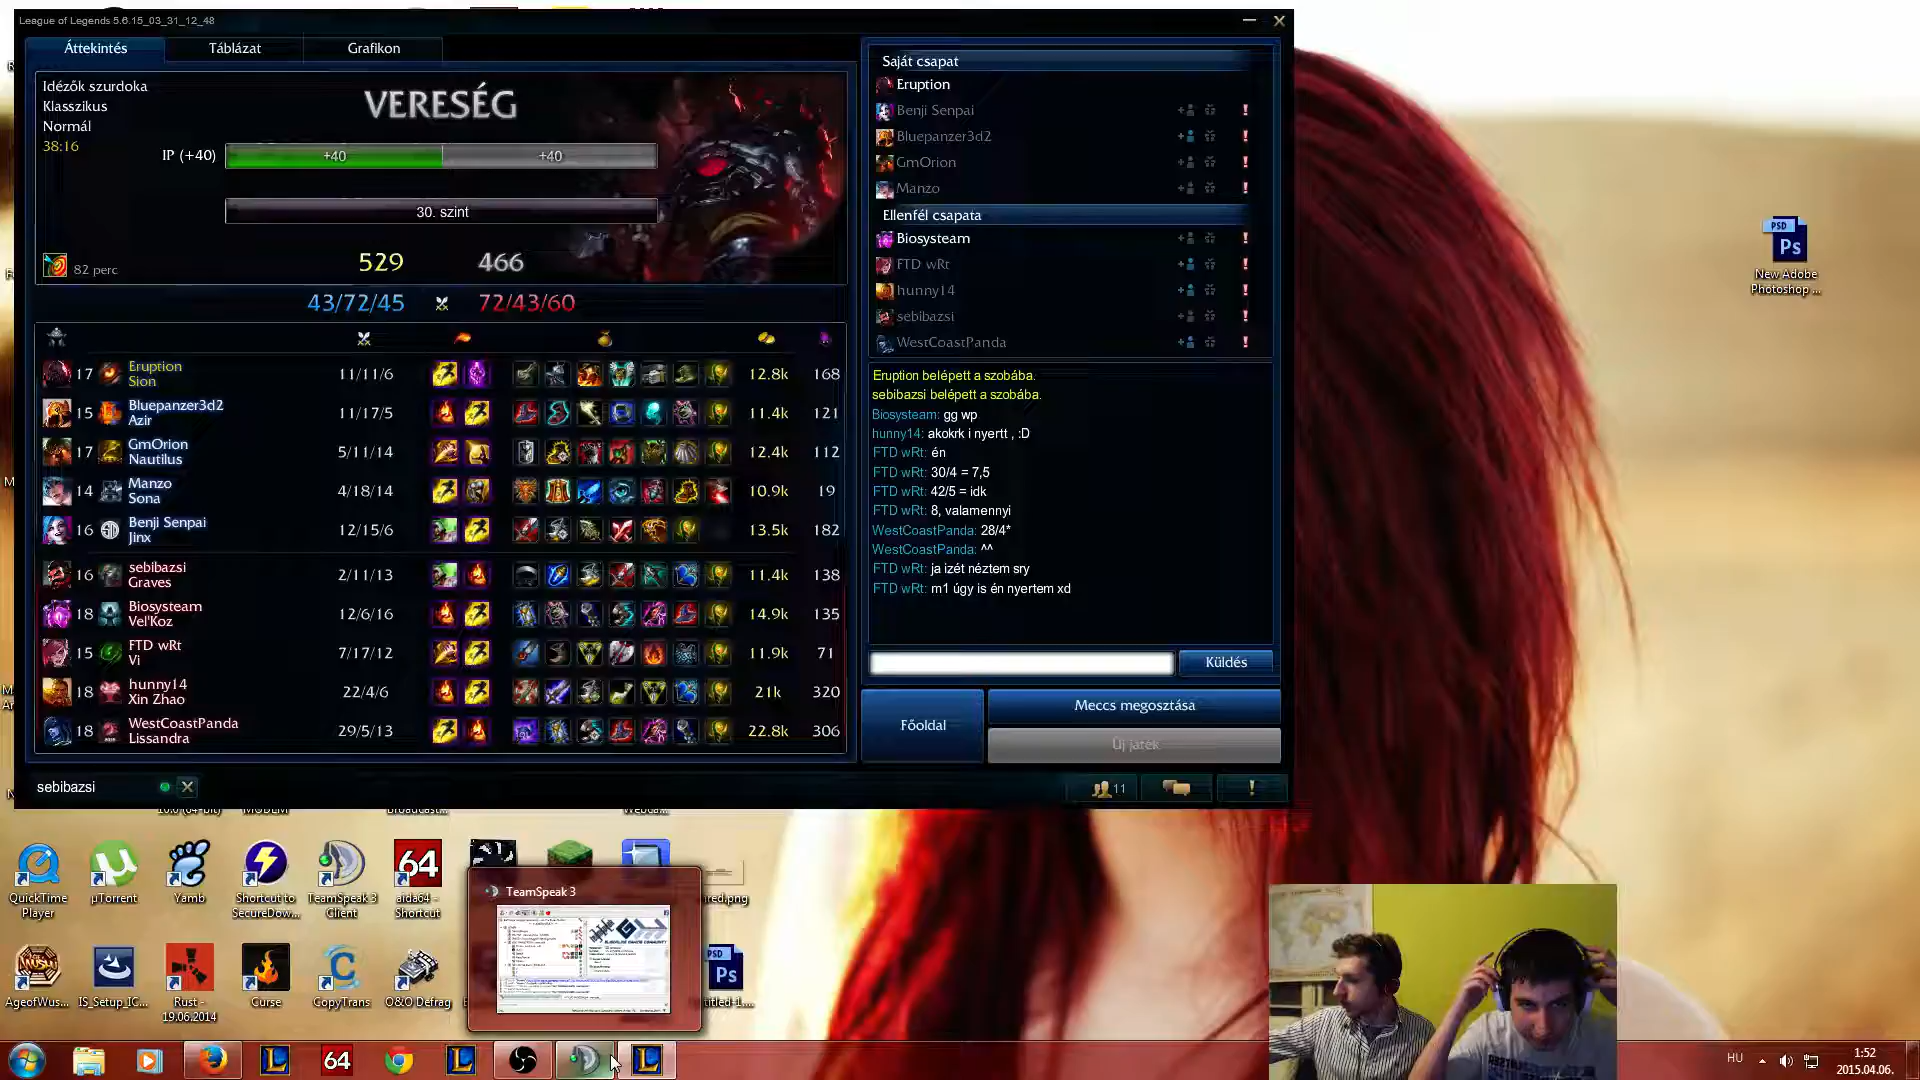 League of Legends 5.6.15_03_31_12_48
Áttekintés
Táblázat
Grafikon
Idézők szurdoka
Klasszikus
Normál
38:16
VERESÉG
IP (+40)
+40
+40
30. szint
82 perc
529
466
43/72/45
72/43/60
17
Eruption
Sion
11/11/6
12.8k
168
15
Bluepanzer3d2
Azir
11/17/5
11.4k
121
17
GmOrion
Nautilus
5/11/14
12.4k
112
14
Manzo
Sona
4/18/14
10.9k
19
16
Benji Senpai
Jinx
12/15/6
13.5k
182
16
sebibazsi
Graves
2/11/13
11.4k
138
18
Biosysteam
Vel'Koz
12/6/16
14.9k
135
15
FTD wRt
Vi
7/17/12
11.9k
71
18
hunny14
Xin Zhao
22/4/6
21k
320
18
WestCoastPanda
Lissandra
29/5/13
22.8k
306
Saját csapat
Eruption
Benji Senpai
Bluepanzer3d2
GmOrion
Manzo
Ellenfél csapata
Biosysteam
FTD wRt
hunny14
sebibazsi
WestCoastPanda
Eruption belépett a szobába.
sebibazsi belépett a szobába.
Biosysteam: gg wp
hunny14: akokrk i nyertt , :D
FTD wRt: én
FTD wRt: 30/4 = 7,5
FTD wRt: 42/5 = idk
FTD wRt: 8, valamennyi
WestCoastPanda: 28/4*
WestCoastPanda: ^^
FTD wRt: ja izét néztem sry
FTD wRt: m1 úgy is én nyertem xd
Küldés
Főoldal
Meccs megosztása
Új játék
sebibazsi
11
PSD
Ps
New Adobe
Photoshop ...
QuickTime
Player
µTorrent
Yamb
Shortcut to
SecureDow...
TeamSpeak 3
Client
64
aida64 -
Shortcut
TeamSpeak 3
AgeofWus...
IS_Setup_IC...
Rust -
19.06.2014
Curse
CopyTrans
O&O Defrag
PSD
Ps
64
HU
1:52
2015.04.06.